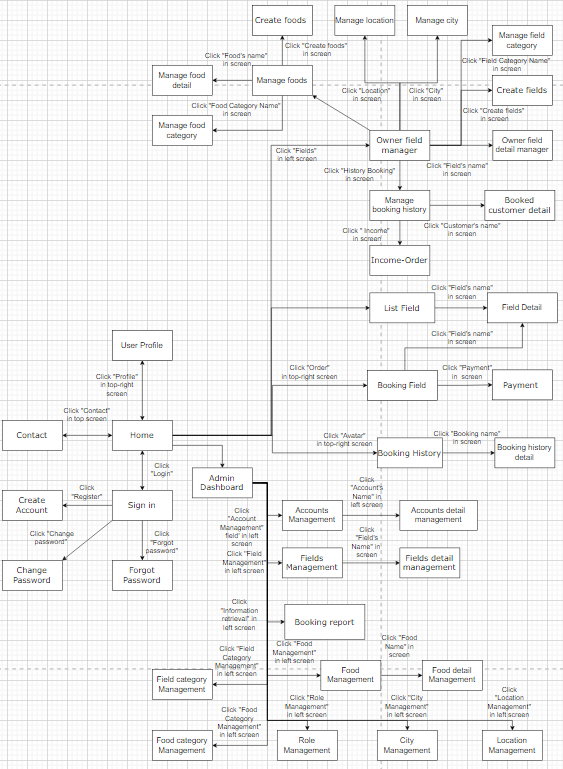 Create foods
Manage location
Manage city
Manage field
category
Click "Food's name"
in screen
Click "Create foods"
in screen
Click "Field Category Name"
in screen
Manage food
detail
Manage foods
Click "Location"
in screen
Click "City"
in screen
Create fields
Click "Food Category Name"
in screen
Click "Create fields"
in screen
Manage food
category
Owner field
manager
Owner field
detail manager
Click "Fields"
in left screen
Click "Field's name"
in screen
Click "History Booking"
in screen
Manage
booking history
Booked
customer detail
Click " Income"
in screen
Click "Customer's name"
in screen
Income-Order
Click "Field's name"
in screen
List Field
Field Detail
Click "Field's name"
in screen
User Profile
Click "Profile"
in top-right
screen
Click "Order"
in top-right screen
Click "Payment"
in screen
Booking Field
Payment
Click "Contact"
in top screen
Contact
Home
Click "Avatar"
in top-right screen
Click "Booking name"
in screen
Booking History
Booking history
detail
Click
"Login"
Admin
Dashboard
Click
"Register"
Create
Account
Sign in
Click
"Account's
Name" in
left screen
Click
"Account
Management"
field" in left
screen
Accounts
Management
Accounts detail
management
Click "Change
password"
Click
"Forgot
password"
Click
"Field's
Name" in
screen
Click "Field
Management"
in left screen
Fields
Management
Fields detail
management
Change
Password
Forgot
Password
Click
"Information
retrieval" in
left screen
Booking report
Click "Field
Category
Management"
in left screen
Click "Food
Management"
in left screen
Click "Food
Name" in
screen
Field category
Management
Food
Management
Food detail
Management
Click "Food
Category
Management"
in left screen
Click "Role
Management"
in left screen
Click "City
Management"
in left screen
Click
"Location
Management"
in left screen
Food category
Management
Role
Management
City
Management
Location
Management